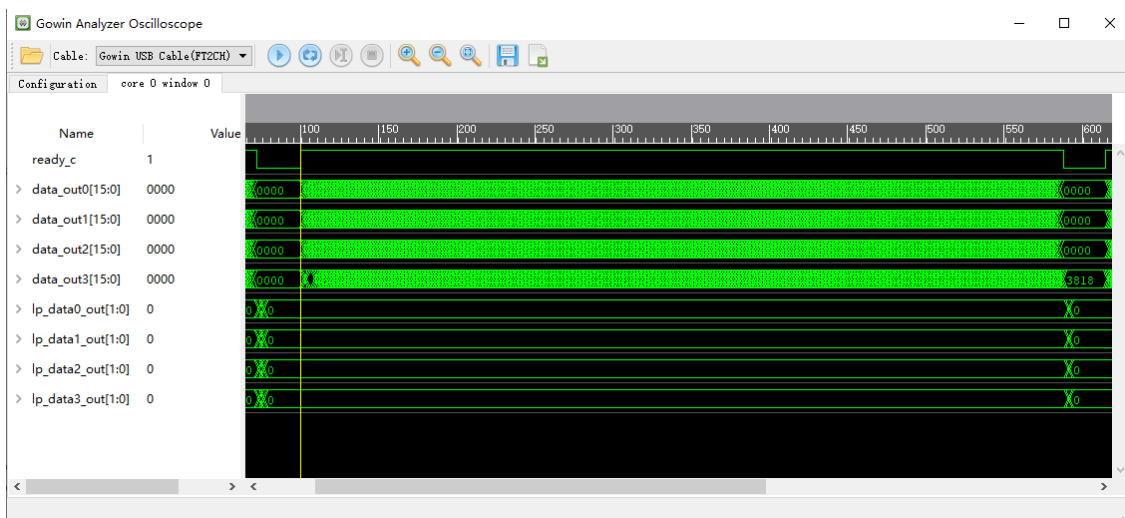 Gowin Analyzer Oscilloscope
Cable: Gowin USB Cable(FT2CH)
Configuration core 0 window 0
Name Value 100 150 200 250 300 350 400 450 500 550 600
ready_c 1
data_out0[15:0] 0000 0000 0000
data_out1[15:0] 0000 0000 0000
data_out2[15:0] 0000 0000 0000
data_out3[15:0] 0000 0000 3818
lp_data0_out[1:0] 0 0 0 0
lp_data1_out[1:0] 0 0 0 0
lp_data2_out[1:0] 0 0 0 0
lp_data3_out[1:0] 0 0 0 0